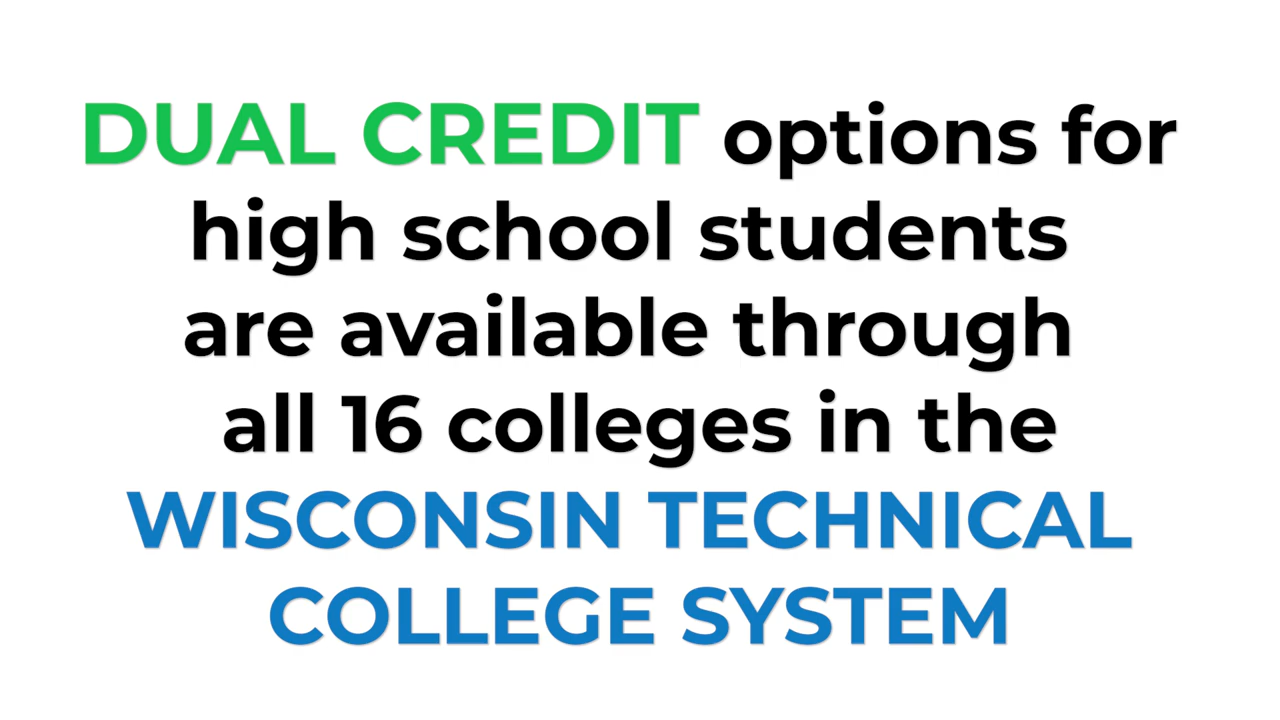 DUAL CREDIT options for
high school students
are available through
all 16 colleges in the
WISCONSIN TECHNICAL
COLLEGE SYSTEM